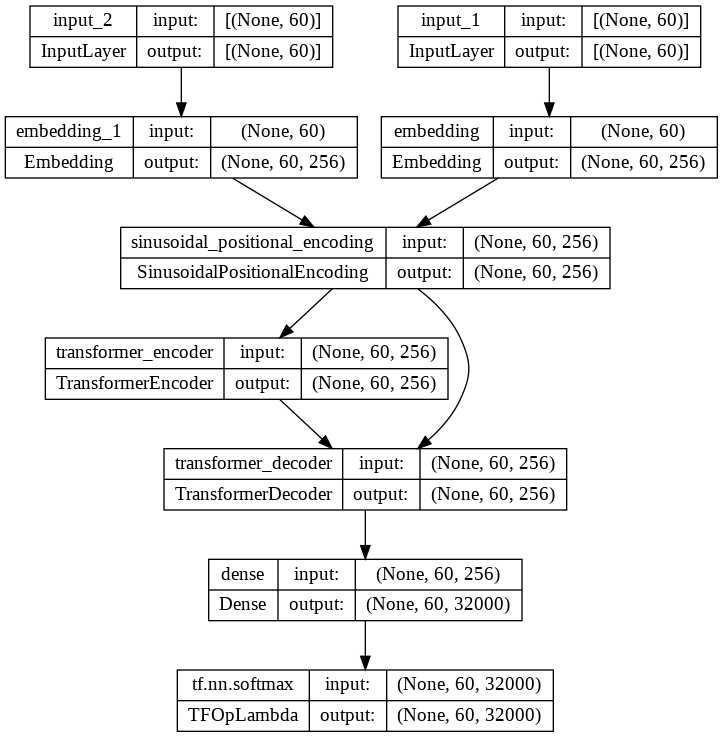 input_2 input: [(None, 60)]
InputLayer output: [(None, 60)]
input_1 input: [(None, 60)]
InputLayer output: [(None, 60)]
embedding_1 input: (None, 60)
Embedding output: (None, 60, 256)
embedding input: (None, 60)
Embedding output: (None, 60, 256)
sinusoidal_positional_encoding input: (None, 60, 256)
SinusoidalPositionalEncoding output: (None, 60, 256)
transformer_encoder input: (None, 60, 256)
TransformerEncoder output: (None, 60, 256)
transformer_decoder input: (None, 60, 256)
TransformerDecoder output: (None, 60, 256)
dense input: (None, 60, 256)
Dense output: (None, 60, 32000)
tf.nn.softmax input: (None, 60, 32000)
TFOpLambda output: (None, 60, 32000)